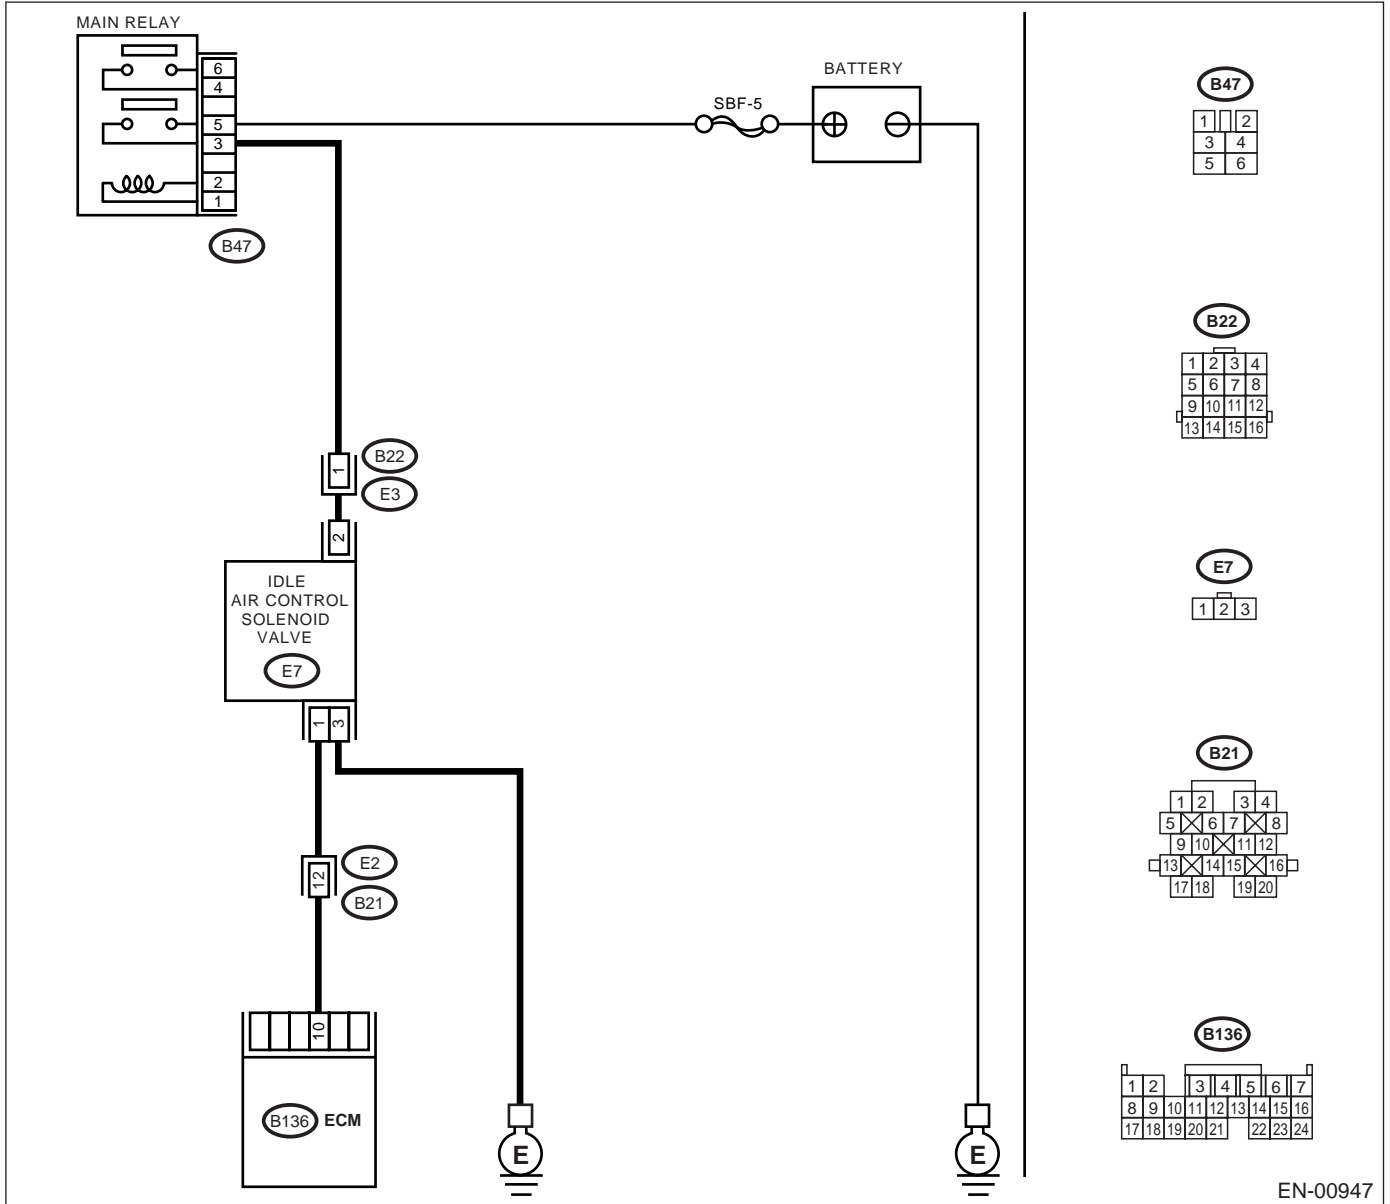 MAIN RELAY
6
4
5
3
2
1
B47
SBF-5
BATTERY
1
B22
E3
2
IDLE
AIR CONTROL
SOLENOID
VALVE
E7
1 3
E2
12
B21
10
B136 ECM
E
E
B47
1 2
3 4
5 6
B22
1 2 3 4
5 6 7 8
9 10 11 12
13 14 15 16
E7
1 2 3
B21
1 2 3 4
5 6 7 8
9 10 11 12
13 14 15 16
17 18 19 20
B136
1 2 3 4 5 6 7
8 9 10 11 12 13 14 15 16
17 18 19 20 21 22 23 24
EN-00947